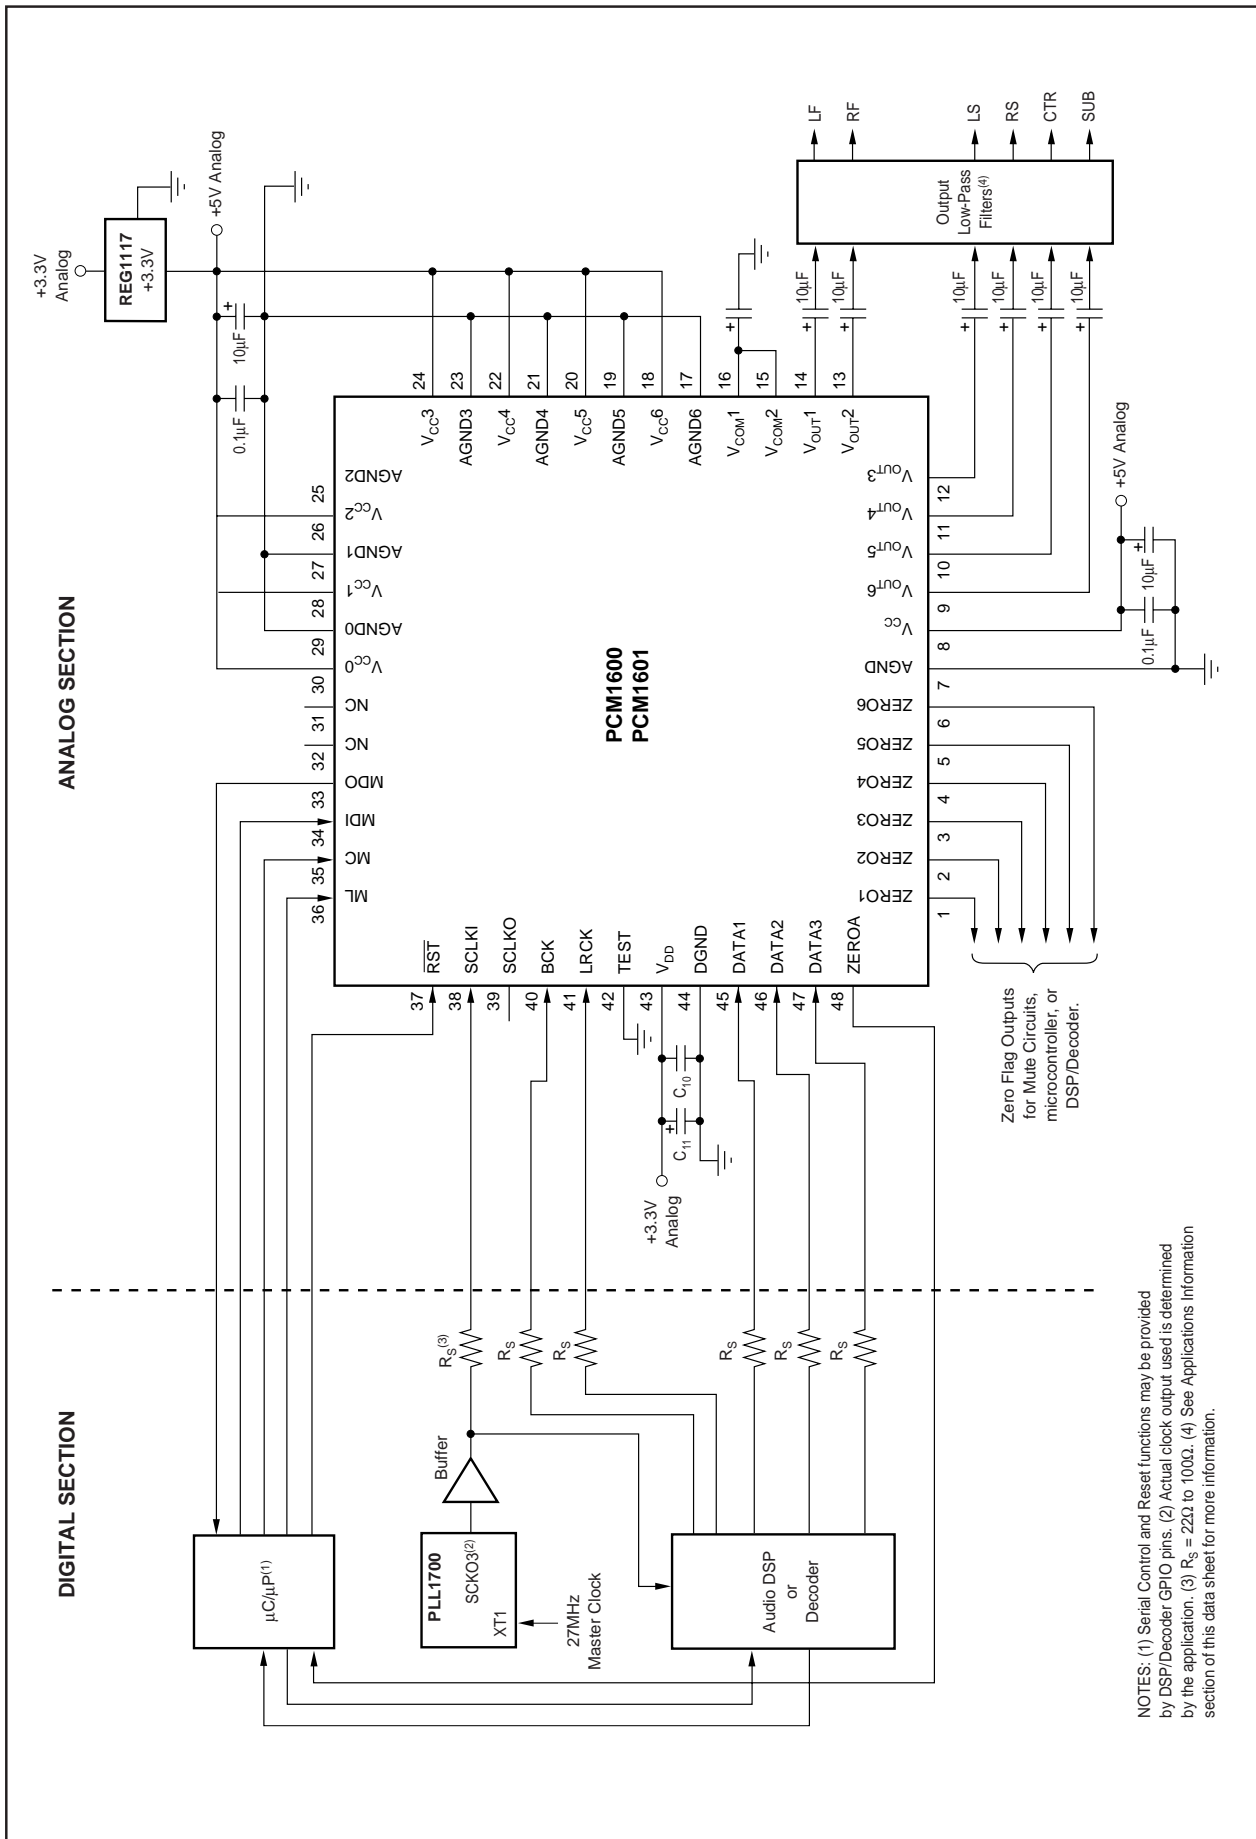 DIGITAL SECTION
ANALOG SECTION
μC/μP(1)
PLL1700
SCKO3(2)
XT1
27MHz
Master Clock
Buffer
Audio DSP
or
Decoder
RS(3)
RS
RS
RS
RS
RS
+3.3V
Analog
C11
+
C10
36
35
34
33
32
31
30
29
28
27
26
25
ML
MC
MDI
MDO
NC
NC
VCC0
AGND0
VCC1
AGND1
VCC2
AGND2
37
38
39
40
41
42
43
44
45
46
47
48
RST
SCLKI
SCLKO
BCK
LRCK
TEST
VDD
DGND
DATA1
DATA2
DATA3
ZEROA
PCM1600
PCM1601
VCC3
AGND3
VCC4
AGND4
VCC5
AGND5
VCC6
AGND6
VCOM1
VCOM2
VOUT1
VOUT2
24
23
22
21
20
19
18
17
16
15
14
13
ZERO1
ZERO2
ZERO3
ZERO4
ZERO5
ZERO6
AGND
VCC
VOUT6
VOUT5
VOUT4
VOUT3
1
2
3
4
5
6
7
8
9
10
11
12
0.1μF
10μF
+
+3.3V
Analog
REG1117
+3.3V
+5V Analog
+
+
10μF
+
10μF
+
10μF
+
10μF
+
10μF
+
10μF
Output
Low-Pass
Filters(4)
LF
RF
LS
RS
CTR
SUB
0.1μF
10μF
+
+5V Analog
Zero Flag Outputs
for Mute Circuits,
microcontroller, or
DSP/Decoder.
NOTES: (1) Serial Control and Reset functions may be provided
by DSP/Decoder GPIO pins. (2) Actual clock output used is determined
by the application. (3) RS = 22Ω to 100Ω. (4) See Applications Information
section of this data sheet for more information.